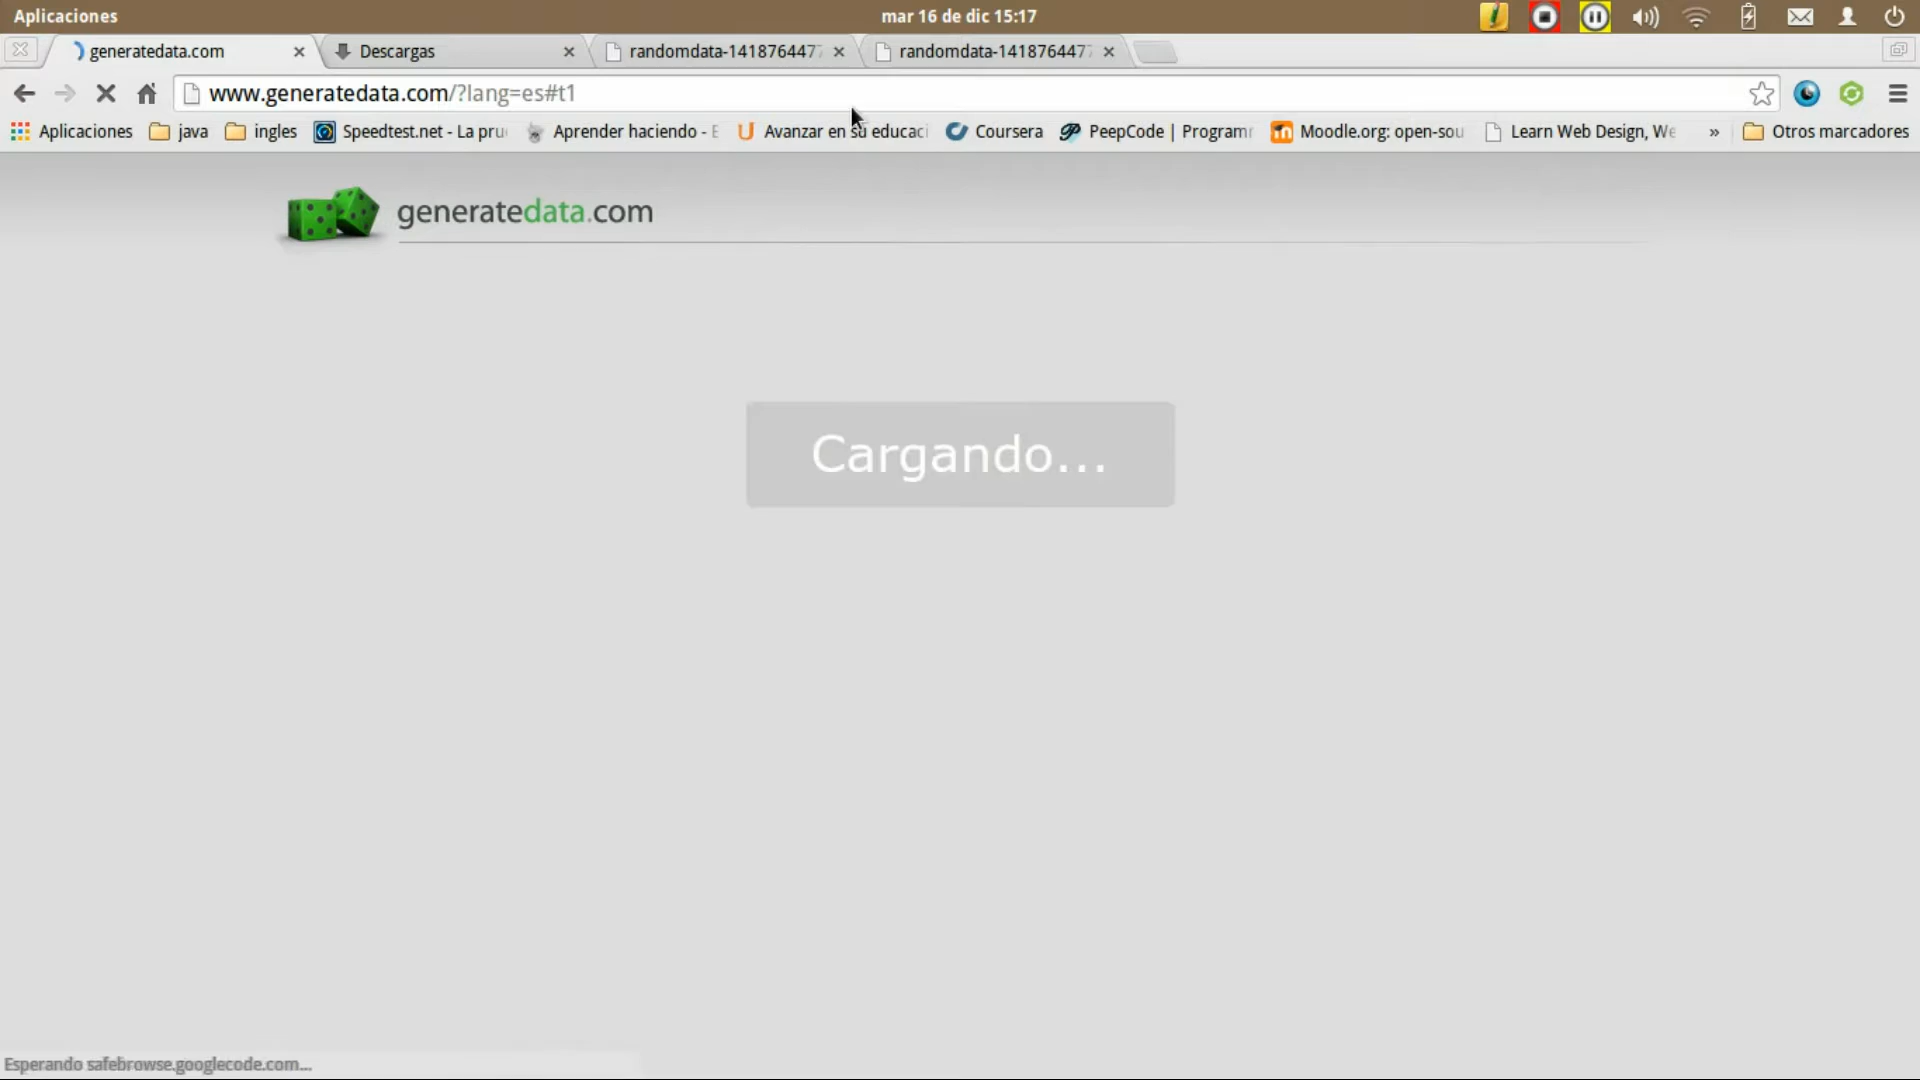 Aplicaciones
mar 16 de dic 15:17
generatedata.com
Descargas
randomdata-141876447
randomdata-141876447
www.generatedata.com/?lang=es#t1
Aplicaciones
java
ingles
Speedtest.net - La pru
Aprender haciendo - E
Avanzar en su educaci
Coursera
PeepCode | Program
Moodle.org: open-sou
Learn Web Design, We
»
Otros marcadores
generatedata.com
Cargando...
Esperando safebrowse.googlecode.com...